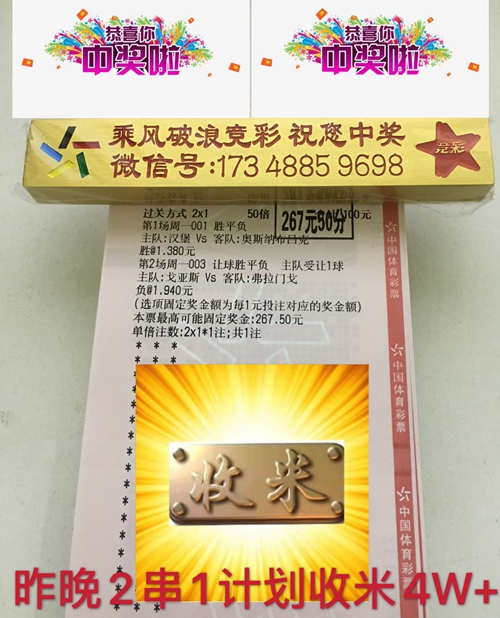 恭喜你
中奖啦
恭喜你
中奖啦
乘风破浪竞彩 祝您中奖
微信号:173 4885 9698
竞彩
过关方式 2x1 50倍 100元
267元50分
第1场周一001 胜平负
主队:汉堡 Vs 客队:奥斯纳布吕克
胜@1.380元
第2场周一003 让球胜平负 主队受让1球
主队:戈亚斯 Vs 客队:弗拉门戈
负@1.940元
(选项固定奖金额为每1元投注对应的奖金额)
本票最高可能固定奖金:267.50元
单倍注数:2x1*1注;共1注
中国体育彩票
中国体育彩票
中国体育彩票
收米
昨晚2串1计划收米4W+